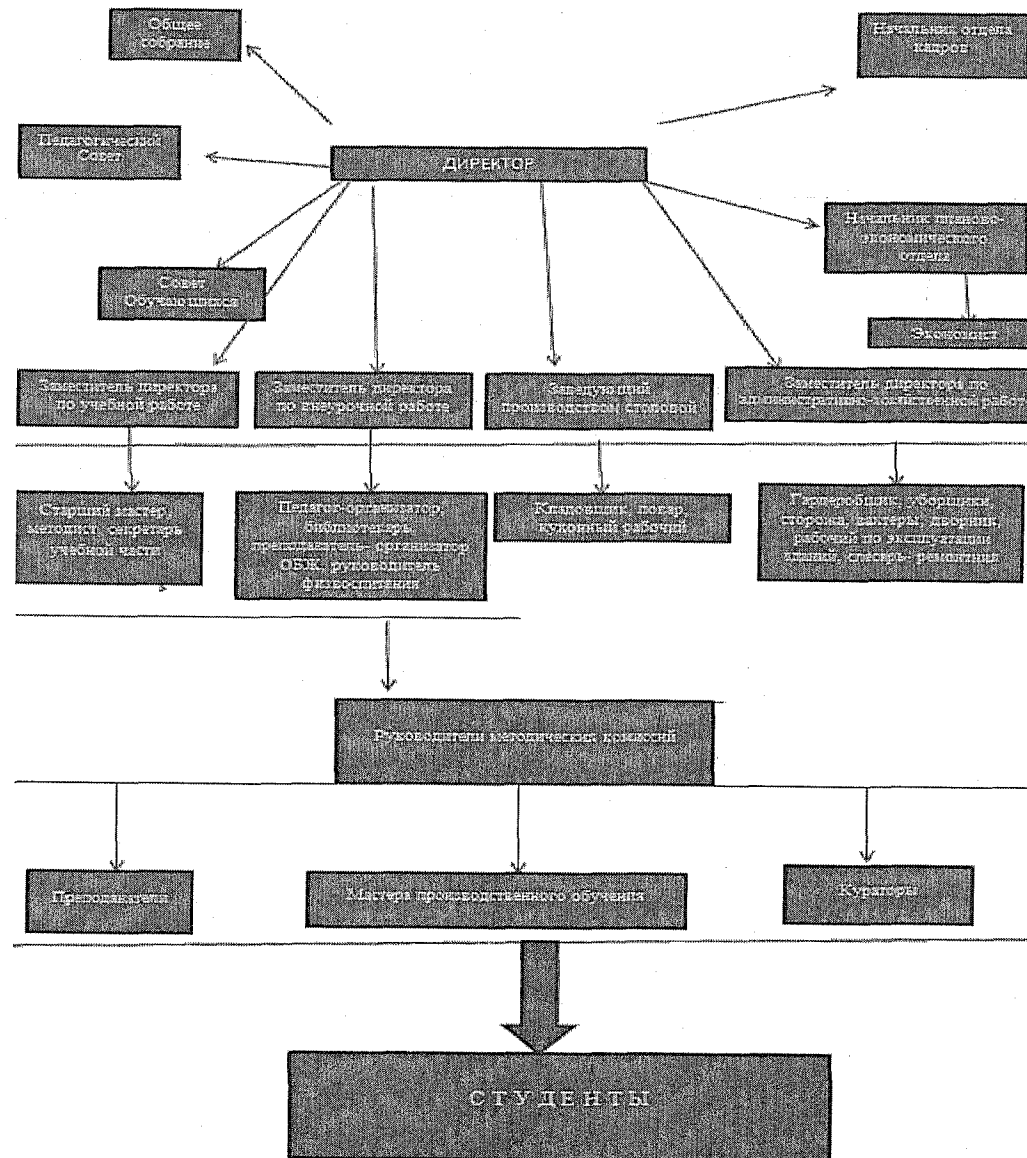 Общее
собрание
Начальник отдела
кадров
Педагогический
Совет
ДИРЕКТОР
Начальник планово-
экономического
отдела
Совет
Обучающихся
Экономист
Заместитель директора
по учебной работе
Заместитель директора
по внеурочной работе
Заведующий
производством столовой
Заместитель директора по
административно-хозяйственной работе
Старший мастер,
методист, секретарь
учебной части
Педагог-организатор,
библиотекарь,
преподаватель- организатор
ОБЖ, руководитель
физвоспитания
Кладовщик, повар,
кухонный рабочий
Гардеробщик, уборщики,
сторожа, вахтеры, дворник,
рабочий по эксплуатации
зданий, слесарь- ремонтник
Руководители методических комиссий
Преподаватели
Мастера производственного обучения
Кураторы
СТУДЕНТЫ